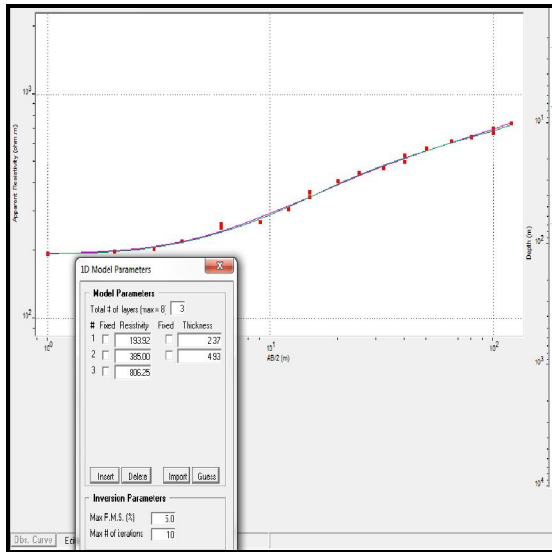 10³
10²
Apparent Resistivity (ohm.m)
10⁰
10¹
10²
AB/2 (m)
Depth (m)
10¹
10²
10³
10⁴
1D Model Parameters
X
Model Parameters
Total # of layers (max = 8) 3
# Fixed Resistivity Fixed Thickness
1 193.92 2.37
2 385.00 4.93
3 806.25
Insert Delete Import Guess
Inversion Parameters
Max R.M.S. (%) 5.0
Max # of iterations 10
Obs. Curve